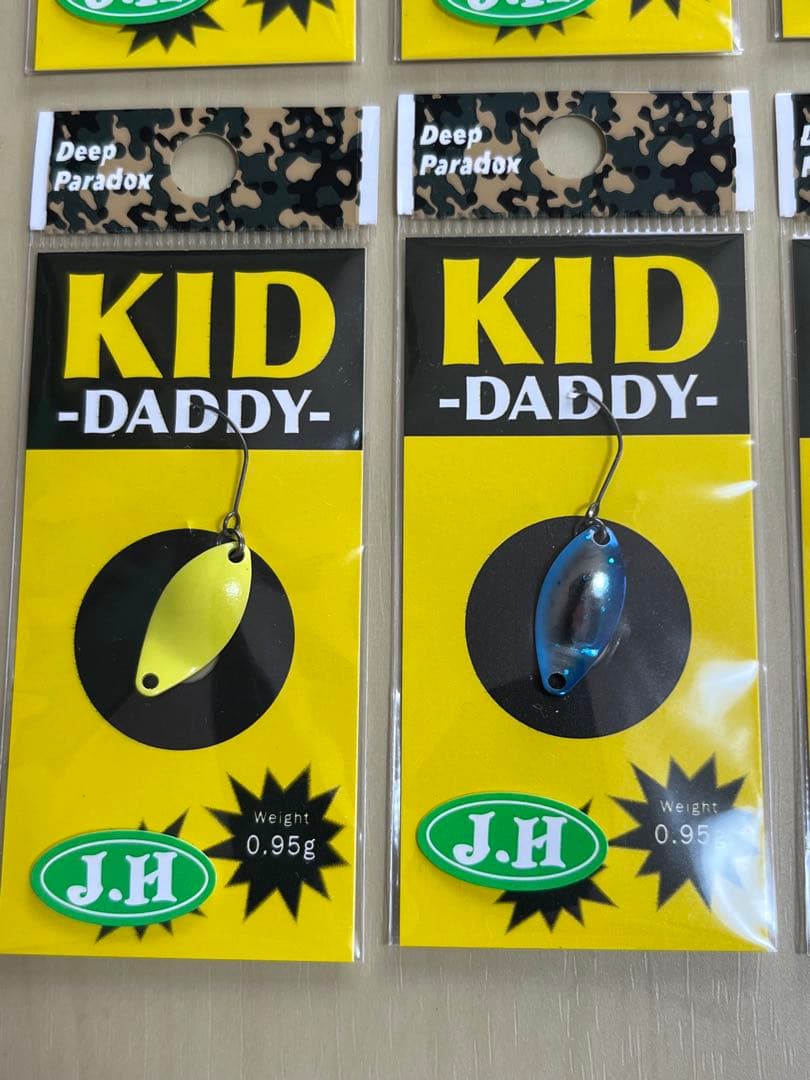 J.H
J.H
Deep
Paradox
KID
-DADDY-
Weight
0.95g
J.H
Deep
Paradox
KID
-DADDY-
Weight
0.95g
J.H